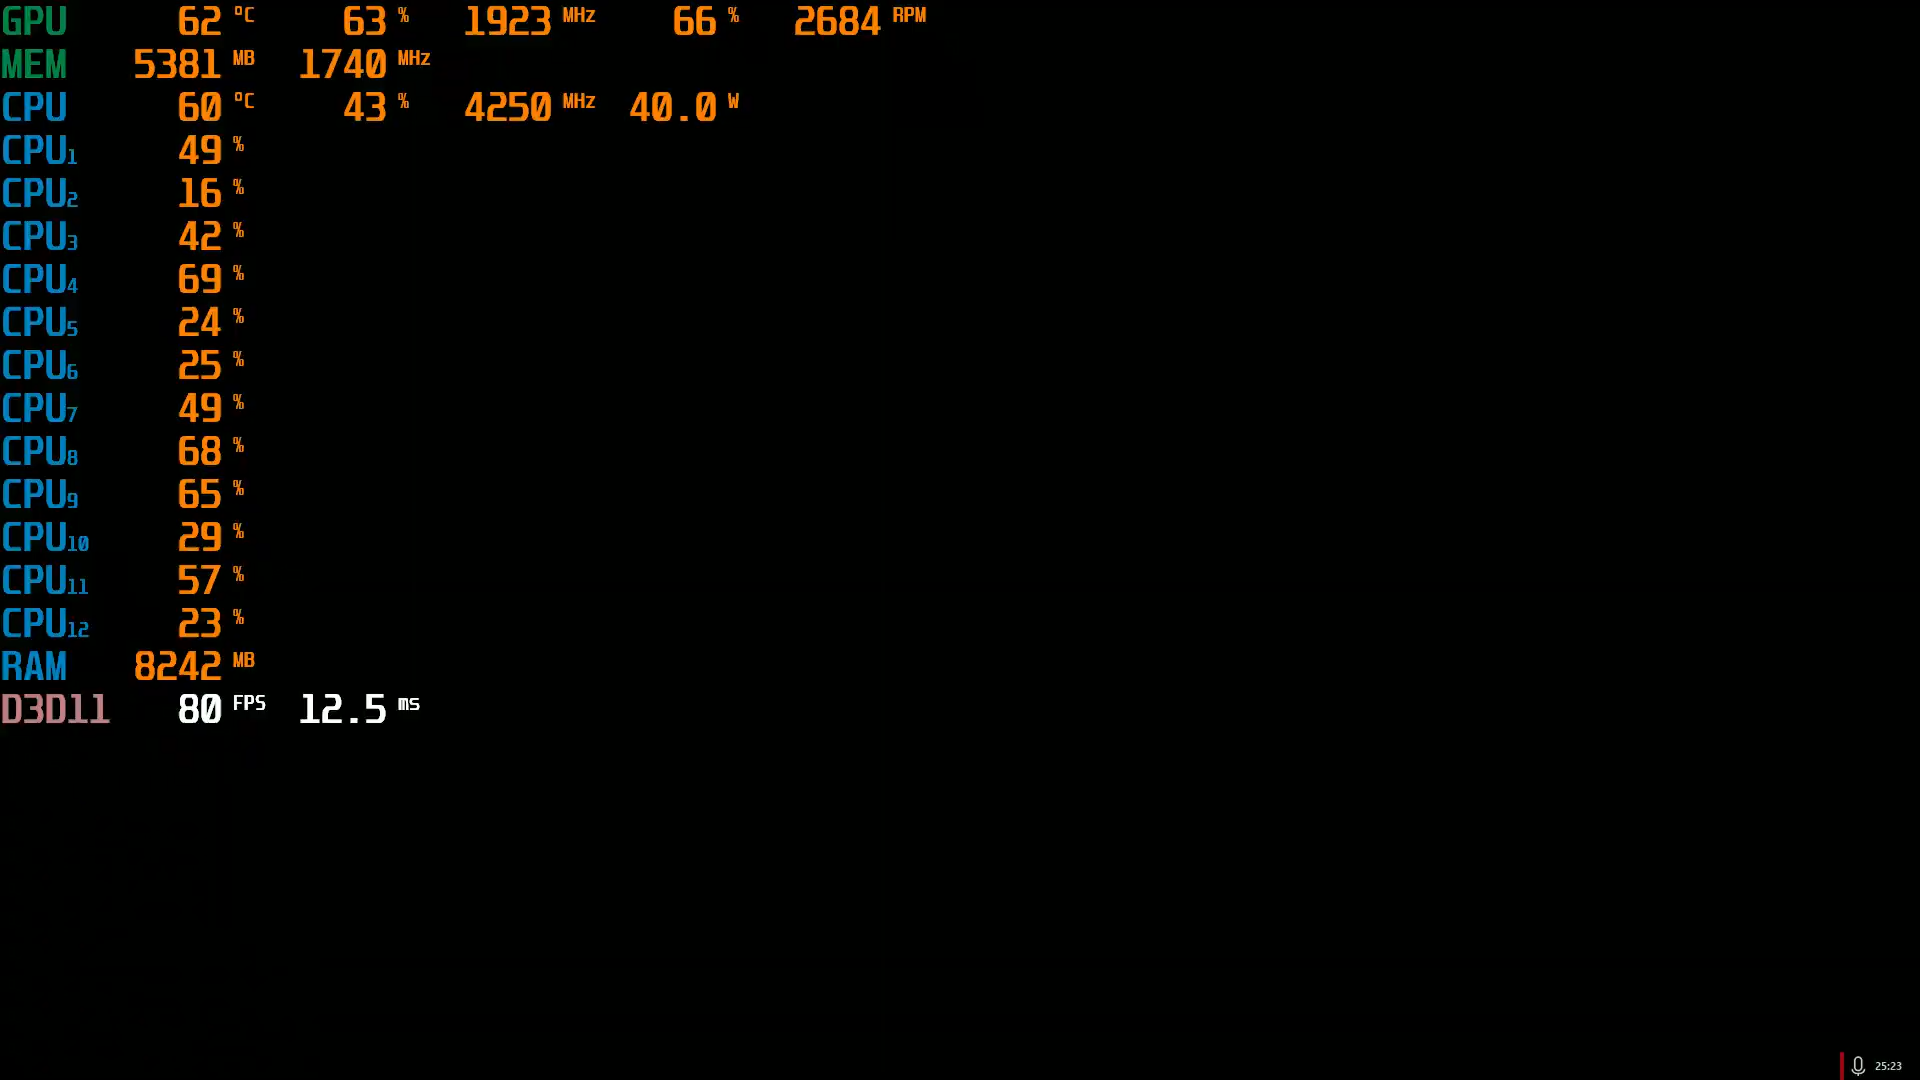 GPU 62 °C 63 % 1923 MHz 66 % 2684 RPM
MEM 5381 MB 1740 MHz
CPU 60 °C 43 % 4250 MHz 40.0 W
CPU1 49 %
CPU2 16 %
CPU3 42 %
CPU4 69 %
CPU5 24 %
CPU6 25 %
CPU7 49 %
CPU8 68 %
CPU9 65 %
CPU10 29 %
CPU11 57 %
CPU12 23 %
RAM 8242 MB
D3D11 80 FPS 12.5 ms
25:23